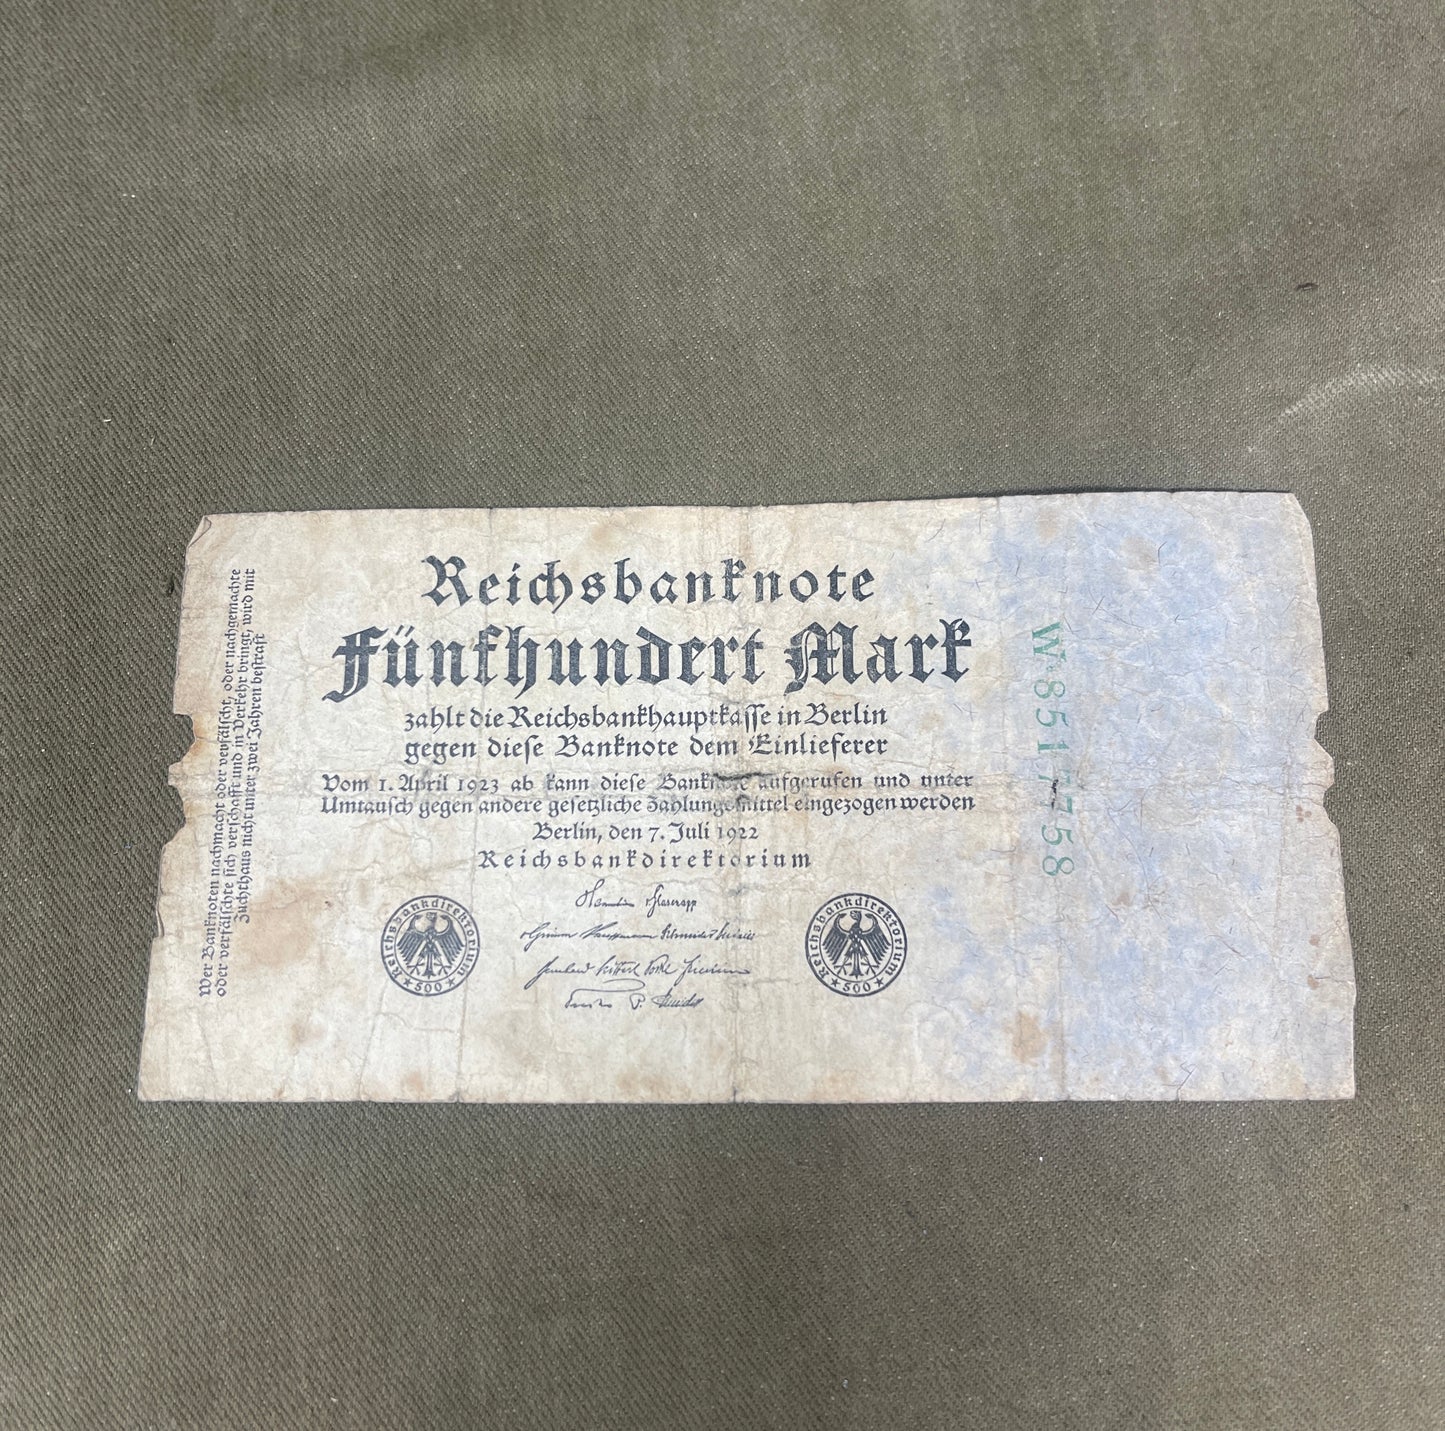 Reichsbanknote
Fünfhundert Mark
zahlt die Reichsbankhauptkasse in Berlin
gegen diese Banknote dem Einlieferer
Vom 1. April 1923 ab kann diese Banknote aufgerufen und unter
Umtausch gegen andere gesetzliche Zahlungsmittel eingezogen werden
Berlin, den 7. Juli 1922
Reichsbankdirektorium
Reichsbankdirektorium
500
Reichsbankdirektorium
500
Wer Banknoten nachmacht oder verfälscht, oder nachgemachte
oder verfälschte sich verschafft und in Verkehr bringt, wird mit
Zuchthaus nicht unter zwei Jahren bestraft
W·8517758